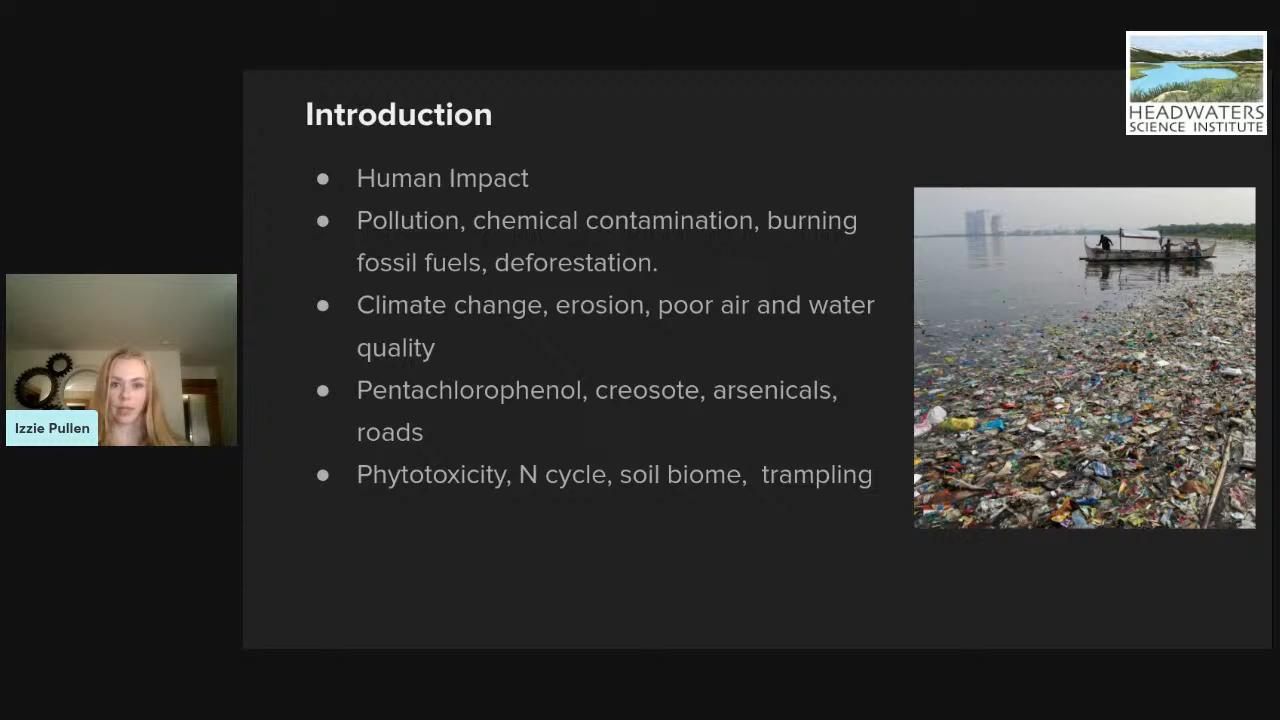 HEADWATERS
SCIENCE INSTITUTE
Introduction
● Human Impact
● Pollution, chemical contamination, burning
fossil fuels, deforestation.
● Climate change, erosion, poor air and water
quality
● Pentachlorophenol, creosote, arsenicals,
roads
● Phytotoxicity, N cycle, soil biome,  trampling
Izzie Pullen